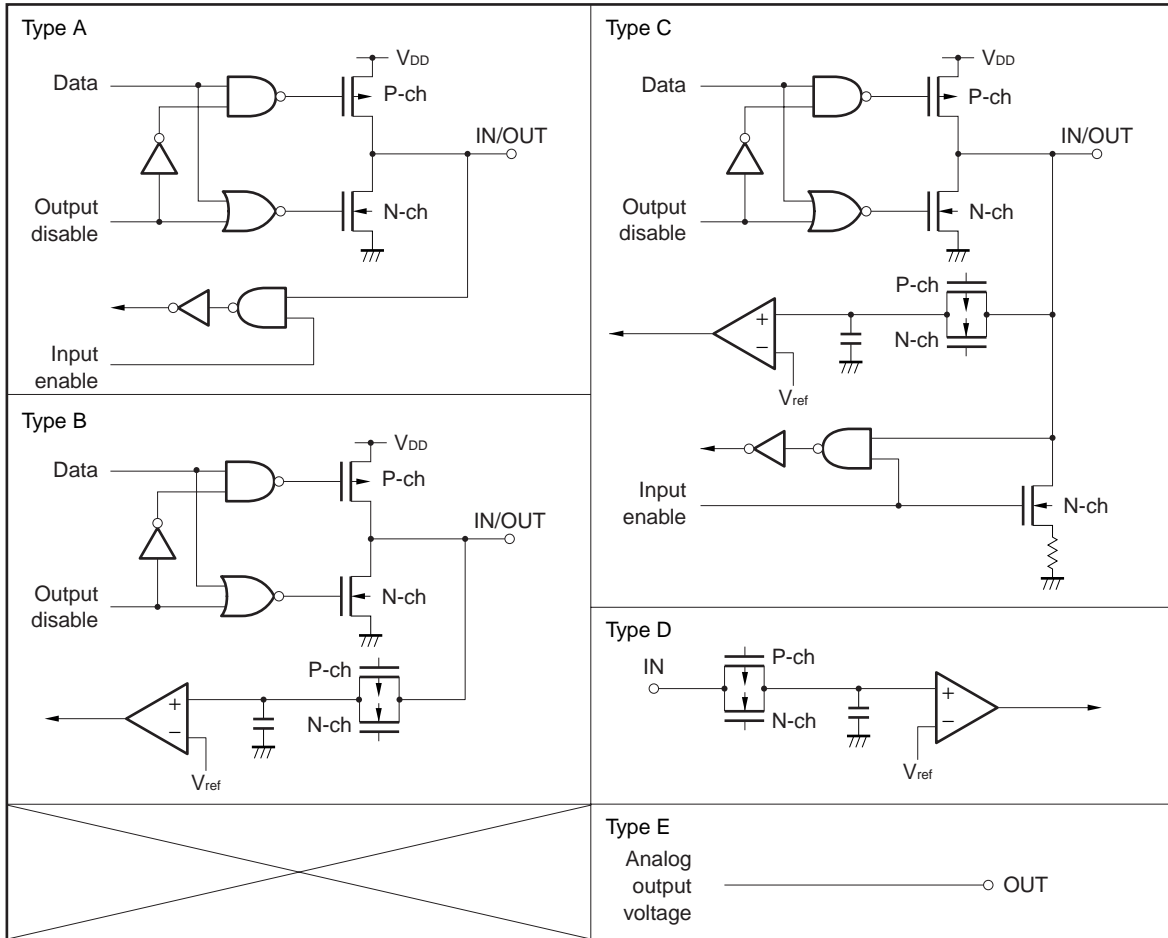 Type A
VDD
Data
P-ch
IN/OUT
Output
disable
N-ch
Input
enable
Type B
VDD
Data
P-ch
IN/OUT
Output
disable
N-ch
P-ch
+
−
N-ch
Vref
Type C
VDD
Data
P-ch
IN/OUT
Output
disable
N-ch
P-ch
+
−
N-ch
Vref
Input
enable
N-ch
Type D
IN
P-ch
+
−
N-ch
Vref
Type E
Analog
output
voltage
OUT